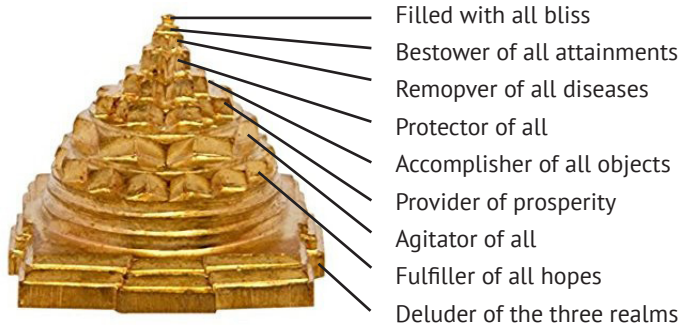 Filled with all bliss
Bestower of all attainments
Remopver of all diseases
Protector of all
Accomplisher of all objects
Provider of prosperity
Agitator of all
Fulfiller of all hopes
Deluder of the three realms